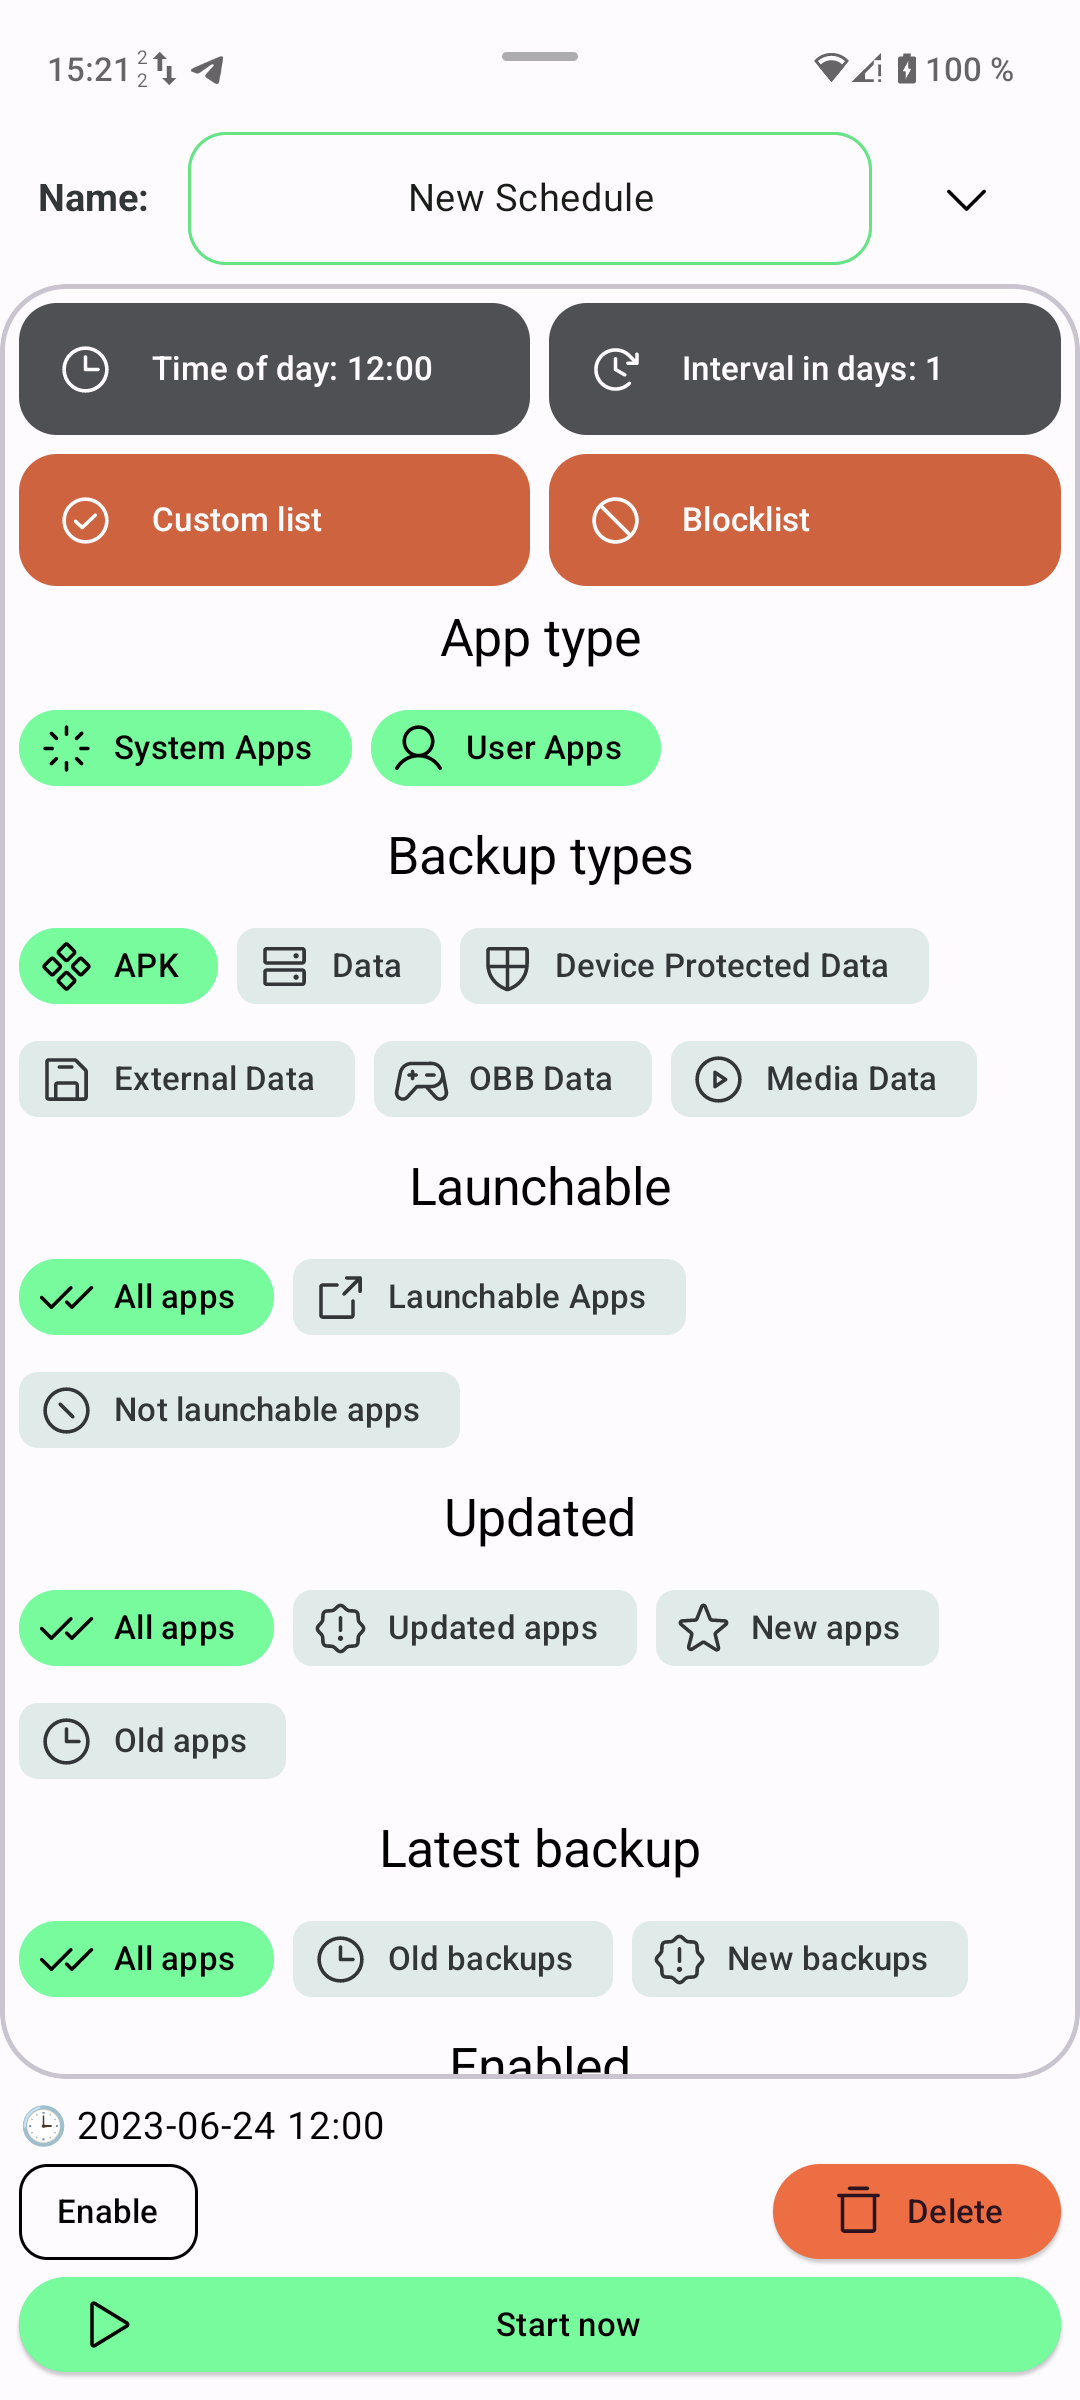 15:21 2 2 100 %
Name: New Schedule
Time of day: 12:00 Interval in days: 1
Custom list Blocklist
App type
System Apps User Apps
Backup types
APK Data Device Protected Data
External Data OBB Data Media Data
Launchable
All apps Launchable Apps
Not launchable apps
Updated
All apps Updated apps New apps
Old apps
Latest backup
All apps Old backups New backups
Enabled
2023-06-24 12:00
Enable Delete
Start now